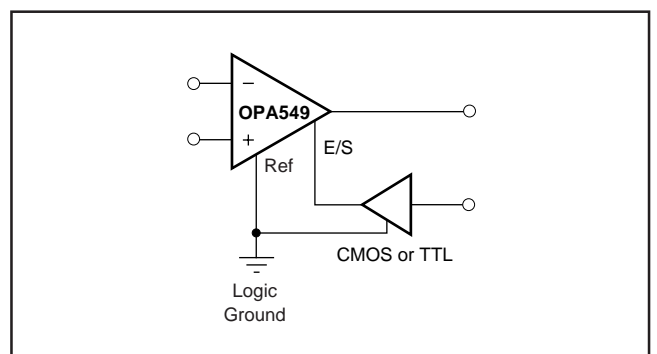 −
OPA549
+
Ref
E/S
CMOS or TTL
Logic
Ground